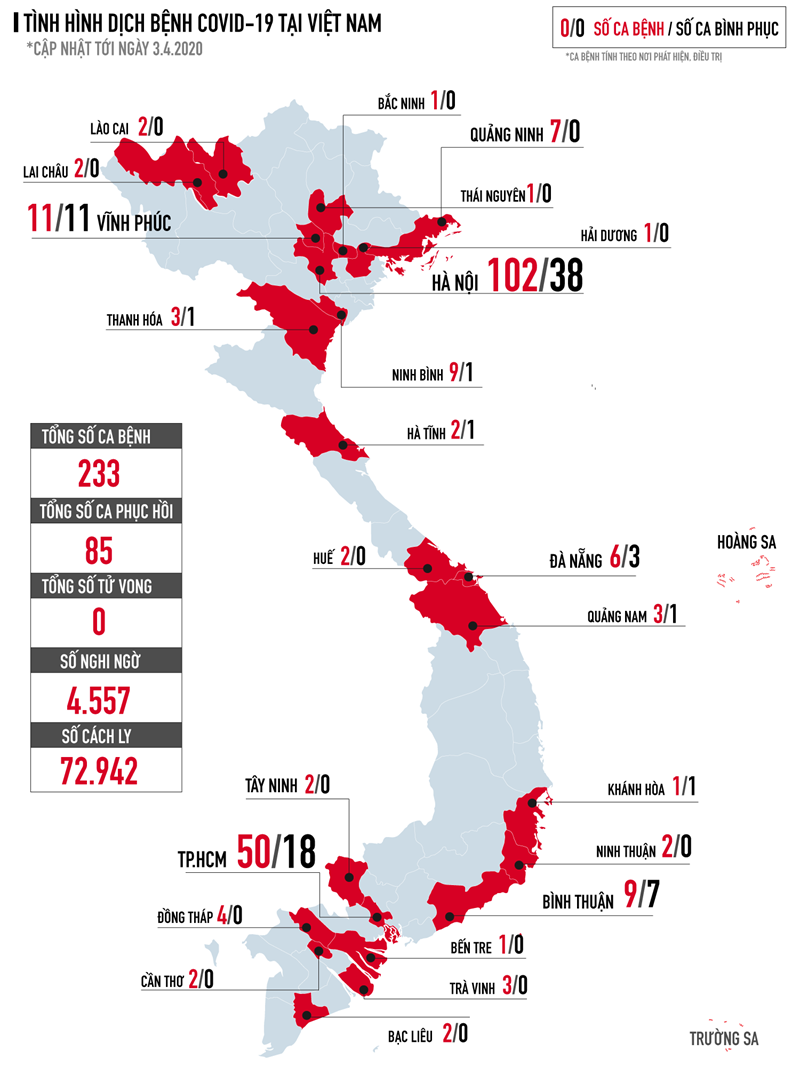 TÌNH HÌNH DỊCH BỆNH COVID-19 TẠI VIỆT NAM
*CẬP NHẬT TỚI NGÀY 3.4.2020
0/0 SỐ CA BỆNH / SỐ CA BÌNH PHỤC
*CA BỆNH TÍNH THEO NƠI PHÁT HIỆN, ĐIỀU TRỊ
BẮC NINH 1/0
LÀO CAI 2/0
QUẢNG NINH 7/0
LAI CHÂU 2/0
THÁI NGUYÊN 1/0
11/11 VĨNH PHÚC
HẢI DƯƠNG 1/0
HÀ NỘI 102/38
THANH HÓA 3/1
NINH BÌNH 9/1
HÀ TĨNH 2/1
TỔNG SỐ CA BỆNH
233
TỔNG SỐ CA PHỤC HỒI
85
TỔNG SỐ TỬ VONG
0
SỐ NGHI NGỜ
4.557
SỐ CÁCH LY
72.942
HOÀNG SA
HUẾ 2/0
ĐÀ NẴNG 6/3
QUẢNG NAM 3/1
TÂY NINH 2/0
KHÁNH HÒA 1/1
TP.HCM 50/18
NINH THUẬN 2/0
BÌNH THUẬN 9/7
ĐỒNG THÁP 4/0
BẾN TRE 1/0
CẦN THƠ 2/0
TRÀ VINH 3/0
BẠC LIÊU 2/0
TRƯỜNG SA